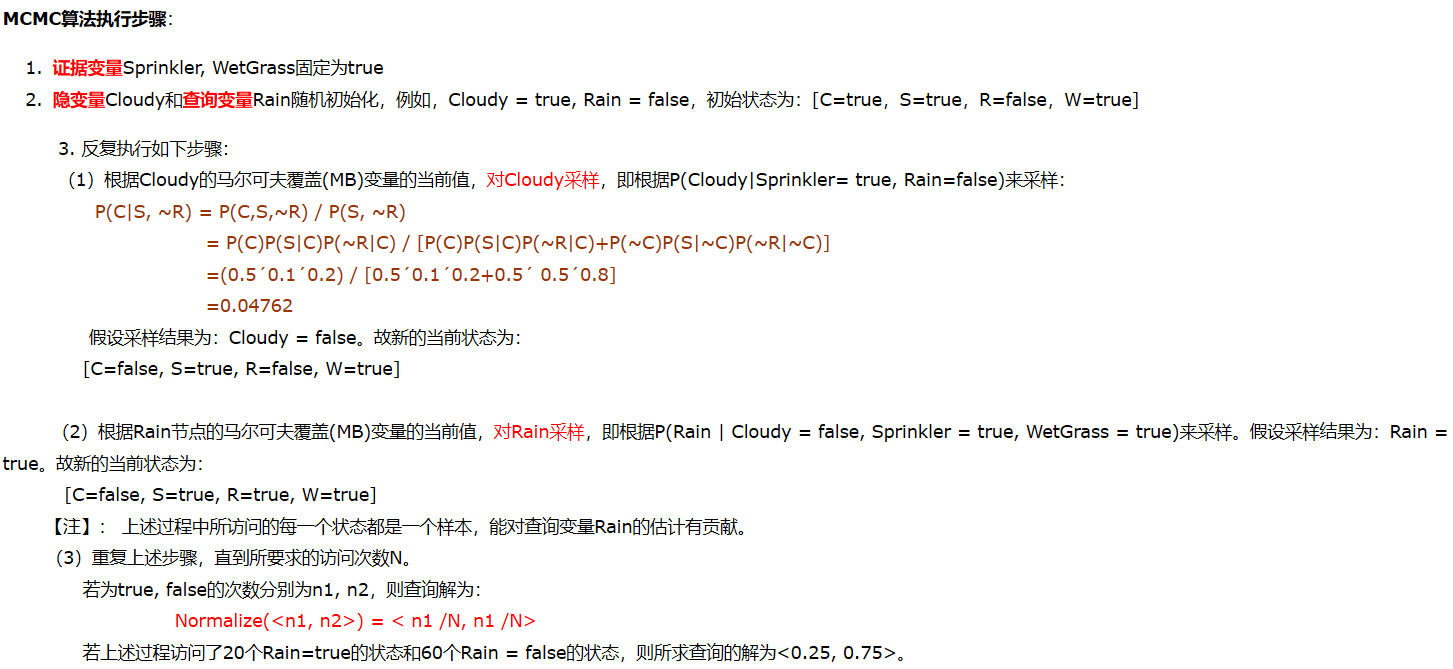 MCMC算法执行步骤:
1. 证据变量Sprinkler, WetGrass固定为true
2. 隐变量Cloudy和查询变量Rain随机初始化，例如，Cloudy = true, Rain = false，初始状态为：[C=true，S=true，R=false，W=true]
3. 反复执行如下步骤：
（1）根据Cloudy的马尔可夫覆盖(MB)变量的当前值，对Cloudy采样，即根据P(Cloudy|Sprinkler= true, Rain=false)来采样：
P(C|S, ~R) = P(C,S,~R) / P(S, ~R)
= P(C)P(S|C)P(~R|C) / [P(C)P(S|C)P(~R|C)+P(~C)P(S|~C)P(~R|~C)]
=(0.5´0.1´0.2) / [0.5´0.1´0.2+0.5´ 0.5´0.8]
=0.04762
假设采样结果为：Cloudy = false。故新的当前状态为：
[C=false, S=true, R=false, W=true]
（2）根据Rain节点的马尔可夫覆盖(MB)变量的当前值，对Rain采样，即根据P(Rain | Cloudy = false, Sprinkler = true, WetGrass = true)来采样。假设采样结果为：Rain =
true。故新的当前状态为：
[C=false, S=true, R=true, W=true]
【注】： 上述过程中所访问的每一个状态都是一个样本，能对查询变量Rain的估计有贡献。
（3）重复上述步骤，直到所要求的访问次数N。
若为true, false的次数分别为n1, n2，则查询解为：
Normalize(<n1, n2>) = < n1 /N, n1 /N>
若上述过程访问了20个Rain=true的状态和60个Rain = false的状态，则所求查询的解为<0.25, 0.75>。